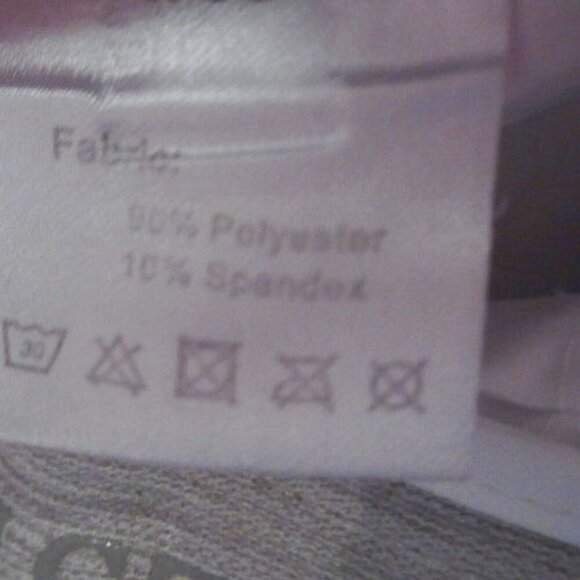 Fabric:
90% Polyester
10% Spandex
30